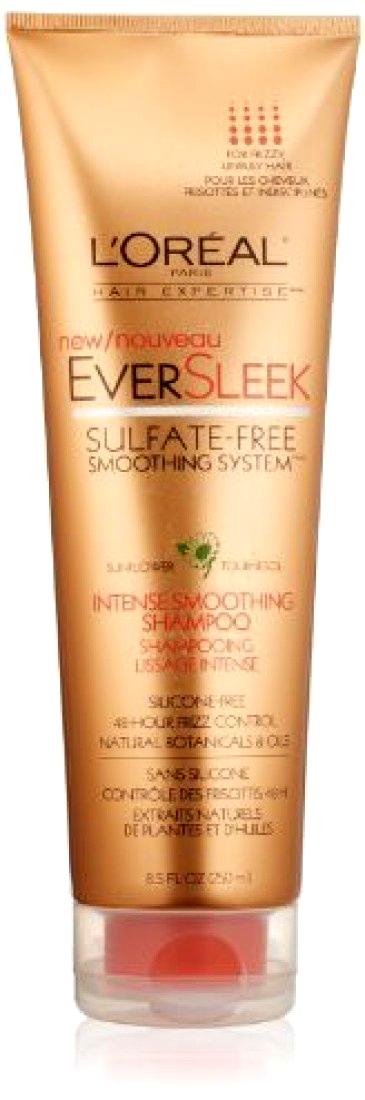 FOR FRIZZY,
UNRULY HAIR
POUR LES CHEVEUX
FRISOTTÉS ET INDISCIPLINÉS
L'ORÉAL
PARIS
HAIR EXPERTISE™
new/nouveau
EVERSLEEK
SULFATE-FREE
SMOOTHING SYSTEM™
SUNFLOWER TOURNESOL
INTENSE SMOOTHING
SHAMPOO
SHAMPOOING
LISSAGE INTENSE
SILICONE-FREE
48-HOUR FRIZZ CONTROL
NATURAL BOTANICALS & OILS
SANS SILICONE
CONTRÔLE DES FRISOTTIS 48H
EXTRAITS NATURELS
DE PLANTES ET D'HUILES
8.5 FL OZ (250 ml)